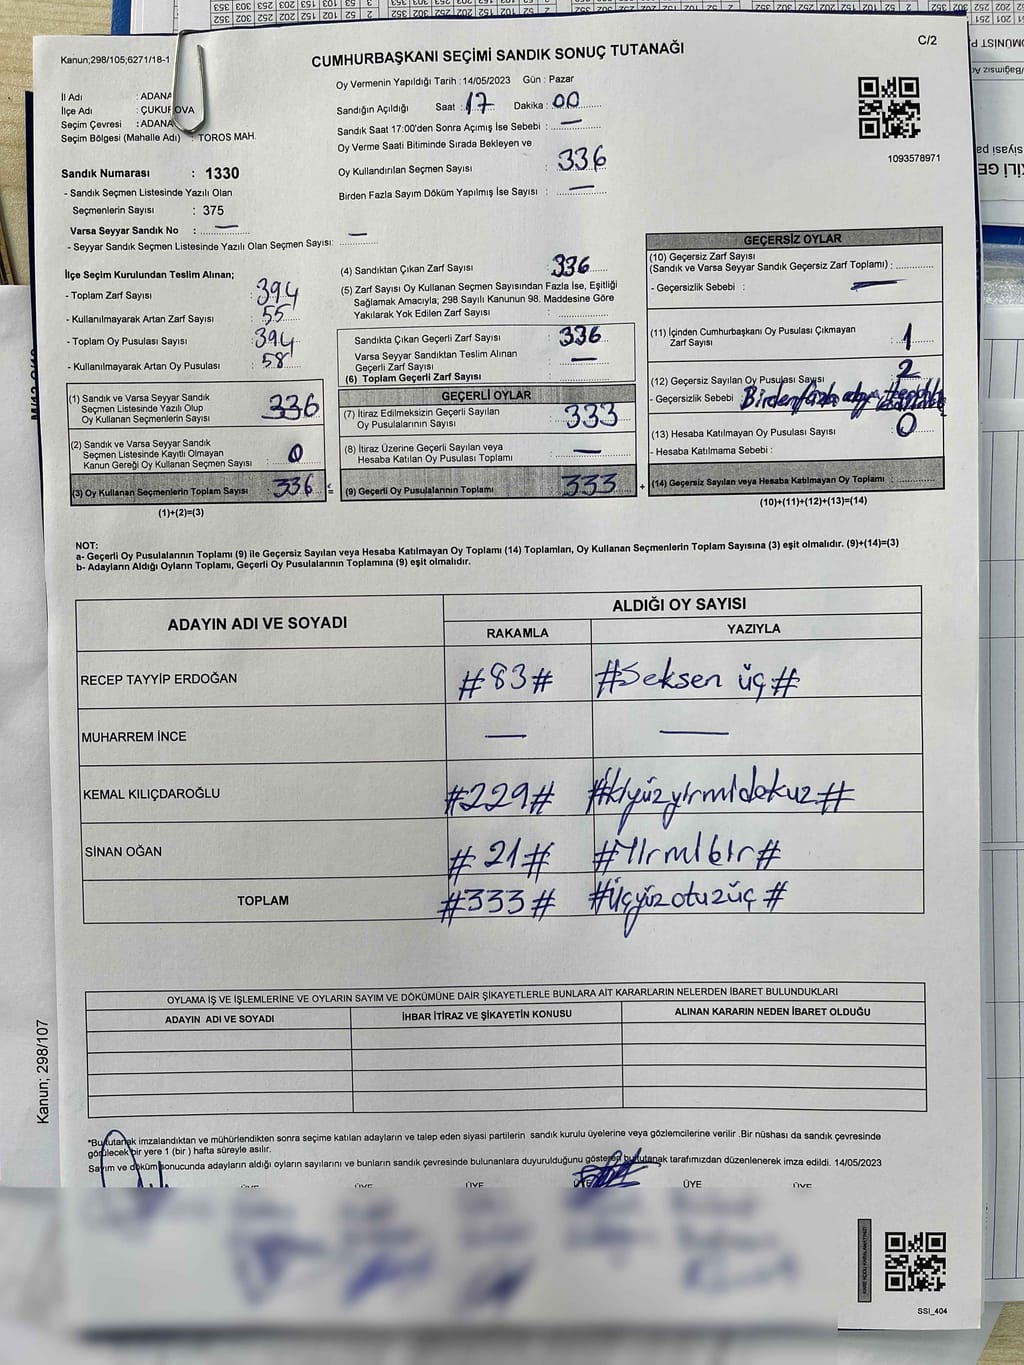 Kanun;298/105;6271/18-1
C/2
CUMHURBAŞKANI SEÇİMİ SANDIK SONUÇ TUTANAĞI
Oy Vermenin Yapıldığı Tarih :14/05/2023 Gün : Pazar
İl Adı : ADANA
İlçe Adı : ÇUKUROVA
Seçim Çevresi : ADANA
Seçim Bölgesi (Mahalle Adı) : TOROS MAH.
Sandığın Açıldığı Saat : 17 Dakika : 00
Sandık Saat 17:00'den Sonra Açımış İse Sebebi : —
Oy Verme Saati Bitiminde Sırada Bekleyen ve
Oy Kullandırılan Seçmen Sayısı : 336
Birden Fazla Sayım Döküm Yapılmış İse Sayısı : —
1093578971
Sandık Numarası : 1330
- Sandık Seçmen Listesinde Yazılı Olan
Seçmenlerin Sayısı : 375
Varsa Seyyar Sandık No : —
- Seyyar Sandık Seçmen Listesinde Yazılı Olan Seçmen Sayısı: —
İlçe Seçim Kurulundan Teslim Alınan;
- Toplam Zarf Sayısı : 394
- Kullanılmayarak Artan Zarf Sayısı : 55
- Toplam Oy Pusulası Sayısı : 394
- Kullanılmayarak Artan Oy Pusulası : 58
(1) Sandık ve Varsa Seyyar Sandık
Seçmen Listesinde Yazılı Olup
Oy Kullanan Seçmenlerin Sayısı : 336
(2) Sandık ve Varsa Seyyar Sandık
Seçmen Listesinde Kayıtlı Olmayan
Kanun Gereği Oy Kullanan Seçmen Sayısı : 0
(3) Oy Kullanan Seçmenlerin Toplam Sayısı : 336
(1)+(2)=(3)
(4) Sandıktan Çıkan Zarf Sayısı : 336
(5) Zarf Sayısı Oy Kullanan Seçmen Sayısından Fazla İse, Eşitliği
Sağlamak Amacıyla; 298 Sayılı Kanunun 98. Maddesine Göre
Yakılarak Yok Edilen Zarf Sayısı :
Sandıkta Çıkan Geçerli Zarf Sayısı : 336
Varsa Seyyar Sandıktan Teslim Alınan
Geçerli Zarf Sayısı : —
(6) Toplam Geçerli Zarf Sayısı :
GEÇERLİ OYLAR
(7) İtiraz Edilmeksizin Geçerli Sayılan
Oy Pusulalarının Sayısı : 333
(8) İtiraz Üzerine Geçerli Sayılan veya
Hesaba Katılan Oy Pusulası Toplamı : —
(9) Geçerli Oy Pusulalarının Toplamı : 333
GEÇERSİZ OYLAR
(10) Geçersiz Zarf Sayısı
(Sandık ve Varsa Seyyar Sandık Geçersiz Zarf Toplamı) :
- Geçersizlik Sebebi : —
(11) İçinden Cumhurbaşkanı Oy Pusulası Çıkmayan
Zarf Sayısı : 1
(12) Geçersiz Sayılan Oy Pusulası Sayısı : 2
- Geçersizlik Sebebi : Birden fazla
(13) Hesaba Katılmayan Oy Pusulası Sayısı : 0
- Hesaba Katılmama Sebebi :
(14) Geçersiz Sayılan veya Hesaba Katılmayan Oy Toplamı :
(10)+(11)+(12)+(13)=(14)
NOT:
a- Geçerli Oy Pusulalarının Toplamı (9) ile Geçersiz Sayılan veya Hesaba Katılmayan Oy Toplamı (14) Toplamları, Oy Kullanan Seçmenlerin Toplam Sayısına (3) eşit olmalıdır. (9)+(14)=(3)
b- Adayların Aldığı Oyların Toplamı, Geçerli Oy Pusulalarının Toplamına (9) eşit olmalıdır.
ADAYIN ADI VE SOYADI
ALDIĞI OY SAYISI
RAKAMLA YAZIYLA
RECEP TAYYİP ERDOĞAN #83# #Seksen üç#
MUHARREM İNCE — —
KEMAL KILIÇDAROĞLU #229# #İkiyüzyirmidokuz#
SİNAN OĞAN #21# #Yirmibir#
TOPLAM #333# #Üçyüzotuzüç#
OYLAMA İŞ VE İŞLEMLERİNE VE OYLARIN SAYIM VE DÖKÜMÜNE DAİR ŞİKAYETLERLE BUNLARA AİT KARARLARIN NELERDEN İBARET BULUNDUKLARI
ADAYIN ADI VE SOYADI İHBAR İTİRAZ VE ŞİKAYETİN KONUSU ALINAN KARARIN NEDEN İBARET OLDUĞU
Kanun; 298/107
*Bu tutanak imzalandıktan ve mühürlendikten sonra seçime katılan adayların ve talep eden siyasi partilerin sandık kurulu üyelerine veya gözlemcilerine verilir .Bir nüshası da sandık çevresinde
görülecek bir yere 1 (bir ) hafta süreyle asılır.
Sayım ve döküm sonucunda adayların aldığı oyların sayılarını ve bunların sandık çevresinde bulunanlara duyurulduğunu gösteren bu tutanak tarafımızdan düzenlenerek imza edildi. 14/05/2023
ÜYE ÜYE ÜYE ÜYE ÜYE
SSI_404